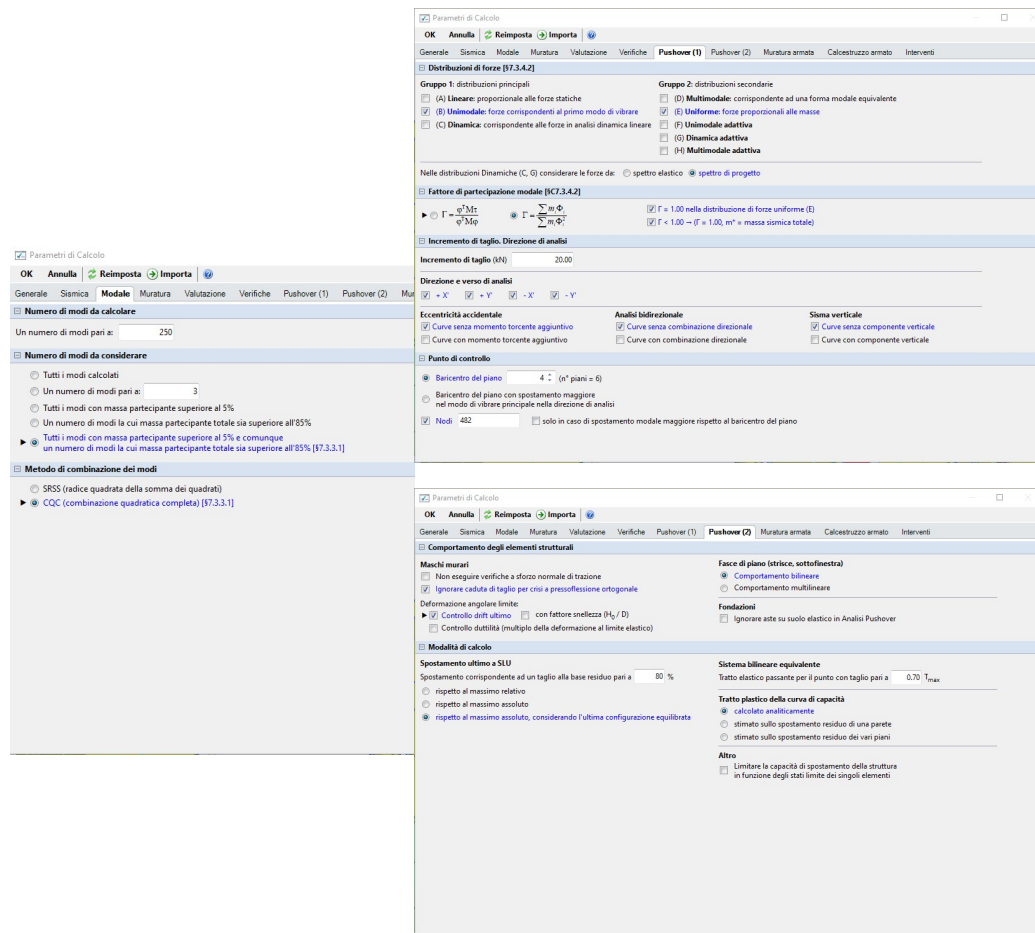 Parametri di Calcolo
OK Annulla Reimposta Importa
Generale Sismica Modale Muratura Valutazione Verifiche Pushover (1) Pushover (2) Muratura armata Calcestruzzo armato Interventi
Distribuzioni di forze [§7.3.4.2]
Gruppo 1: distribuzioni principali
(A) Lineare: proporzionale alle forze statiche
(B) Unimodale: forze corrispondenti al primo modo di vibrare
(C) Dinamica: corrispondente alle forze in analisi dinamica lineare
Gruppo 2: distribuzioni secondarie
(D) Multimodale: corrispondente ad una forma modale equivalente
(E) Uniforme: forze proporzionali alle masse
(F) Unimodale adattiva
(G) Dinamica adattiva
(H) Multimodale adattiva
Nelle distribuzioni Dinamiche (C, G) considerare le forze da: spettro elastico spettro di progetto
Fattore di partecipazione modale [§C7.3.4.2]
Γ = φᵀMτ / φᵀMφ Γ = ∑ mᵢΦᵢ / ∑ mᵢΦᵢ²
Γ = 1.00 nella distribuzione di forze uniforme (E)
Γ < 1.00 → (Γ = 1.00, m* = massa sismica totale)
Incremento di taglio. Direzione di analisi
Incremento di taglio (kN) 20.00
Direzione e verso di analisi
+ X' + Y' - X' - Y'
Eccentricità accidentale
Curve senza momento torcente aggiuntivo
Curve con momento torcente aggiuntivo
Analisi bidirezionale
Curve senza combinazione direzionale
Curve con combinazione direzionale
Sisma verticale
Curve senza componente verticale
Curve con componente verticale
Punto di controllo
Baricentro del piano 4 (n° piani = 6)
Baricentro del piano con spostamento maggiore
nel modo di vibrare principale nella direzione di analisi
Nodi 482 solo in caso di spostamento modale maggiore rispetto al baricentro del piano
Parametri di Calcolo
OK Annulla Reimposta Importa
Generale Sismica Modale Muratura Valutazione Verifiche Pushover (1) Pushover (2) Mur
Numero di modi da calcolare
Un numero di modi pari a: 250
Numero di modi da considerare
Tutti i modi calcolati
Un numero di modi pari a: 3
Tutti i modi con massa partecipante superiore al 5%
Un numero di modi la cui massa partecipante totale sia superiore all'85%
Tutti i modi con massa partecipante superiore al 5% e comunque
un numero di modi la cui massa partecipante totale sia superiore all'85% [§7.3.3.1]
Metodo di combinazione dei modi
SRSS (radice quadrata della somma dei quadrati)
CQC (combinazione quadratica completa) [§7.3.3.1]
Parametri di Calcolo
OK Annulla Reimposta Importa
Generale Sismica Modale Muratura Valutazione Verifiche Pushover (1) Pushover (2) Muratura armata Calcestruzzo armato Interventi
Comportamento degli elementi strutturali
Maschi murari
Non eseguire verifiche a sforzo normale di trazione
Ignorare caduta di taglio per crisi a pressoflessione ortogonale
Deformazione angolare limite:
Controllo drift ultimo con fattore snellezza (H₀ / D)
Controllo duttilità (multiplo della deformazione al limite elastico)
Fasce di piano (strisce, sottofinestra)
Comportamento bilineare
Comportamento multilineare
Fondazioni
Ignorare aste su suolo elastico in Analisi Pushover
Modalità di calcolo
Spostamento ultimo a SLU
Spostamento corrispondente ad un taglio alla base residuo pari a 80 %
rispetto al massimo relativo
rispetto al massimo assoluto
rispetto al massimo assoluto, considerando l'ultima configurazione equilibrata
Sistema bilineare equivalente
Tratto elastico passante per il punto con taglio pari a 0.70 Tmax
Tratto plastico della curva di capacità
calcolato analiticamente
stimato sullo spostamento residuo di una parete
stimato sullo spostamento residuo dei vari piani
Altro
Limitare la capacità di spostamento della struttura
in funzione degli stati limite dei singoli elementi